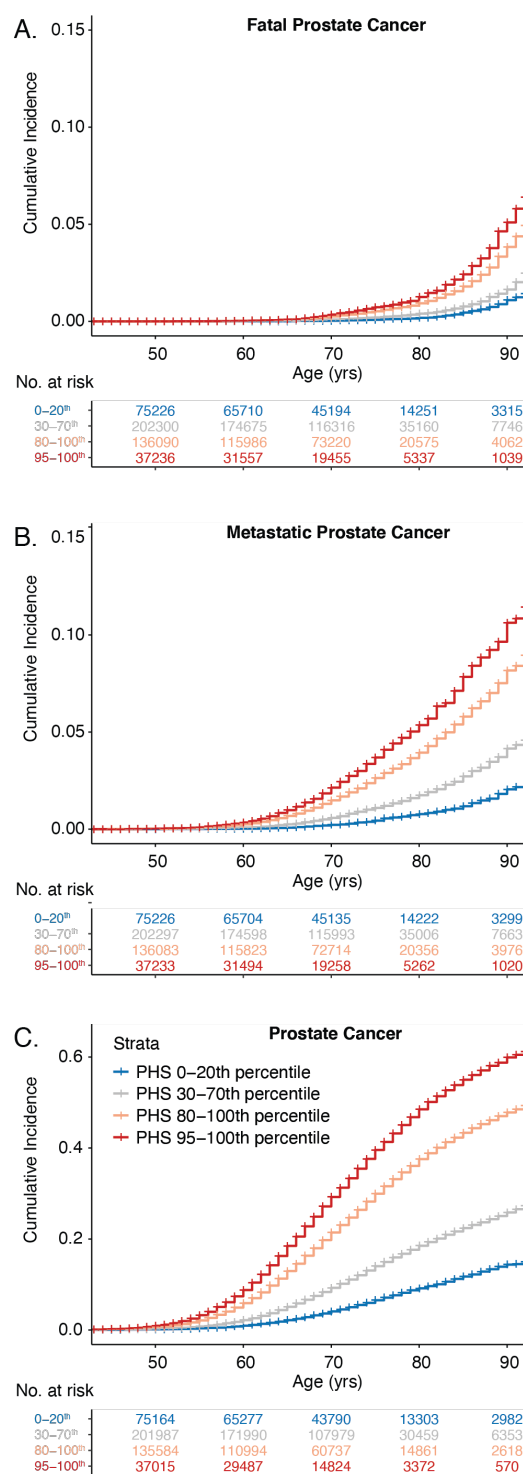 A.
Fatal Prostate Cancer
0.15
0.10
0.05
0.00
Cumulative Incidence
50 60 70 80 90
Age (yrs)
No. at risk
0–20th 75226 65710 45194 14251 3315
30–70th 202300 174675 116316 35160 7746
80–100th 136090 115986 73220 20575 4062
95–100th 37236 31557 19455 5337 1039
B.
Metastatic Prostate Cancer
0.15
0.10
0.05
0.00
Cumulative Incidence
50 60 70 80 90
Age (yrs)
No. at risk
0–20th 75226 65704 45135 14222 3299
30–70th 202297 174598 115993 35006 7663
80–100th 136083 115823 72714 20356 3976
95–100th 37233 31494 19258 5262 1020
C.
Prostate Cancer
Strata
PHS 0–20th percentile
PHS 30–70th percentile
PHS 80–100th percentile
PHS 95–100th percentile
0.6
0.4
0.2
0.0
Cumulative Incidence
50 60 70 80 90
Age (yrs)
No. at risk
0–20th 75164 65277 43790 13303 2982
30–70th 201987 171990 107979 30459 6353
80–100th 135584 110994 60737 14861 2618
95–100th 37015 29487 14824 3372 570